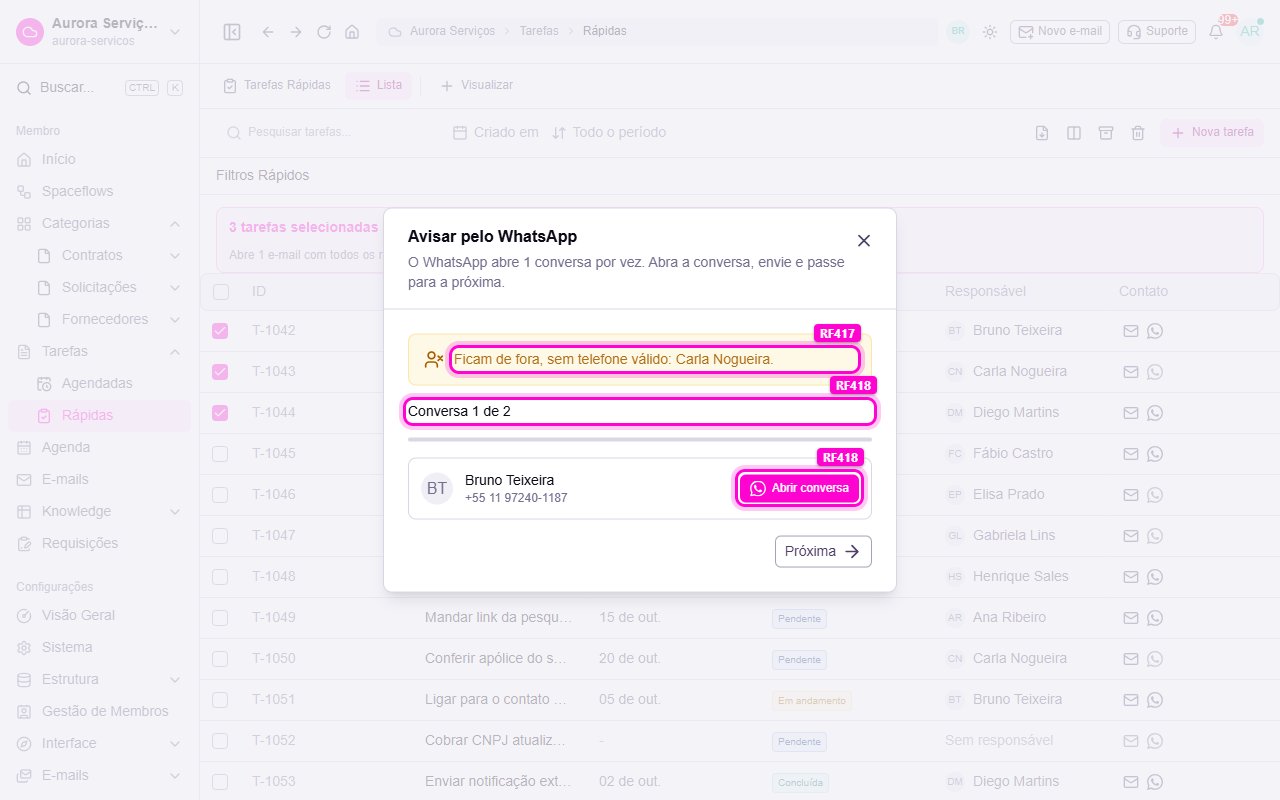 Aurora Serviç...
aurora-servicos
Aurora Serviços
Tarefas
Rápidas
BR
Novo e-mail
Suporte
99+
AR
Buscar...
CTRL
K
Tarefas Rápidas
Lista
Visualizar
Pesquisar tarefas...
Criado em
Todo o período
Nova tarefa
Filtros Rápidos
Membro
Início
Spaceflows
Categorias
Contratos
Solicitações
Fornecedores
Tarefas
Agendadas
Rápidas
Agenda
E-mails
Knowledge
Requisições
Configurações
Visão Geral
Sistema
Estrutura
Gestão de Membros
Interface
E-mails
3 tarefas selecionadas
Abre 1 e-mail com todos os r
Avisar pelo WhatsApp
O WhatsApp abre 1 conversa por vez. Abra a conversa, envie e passe
para a próxima.
RF417
Ficam de fora, sem telefone válido: Carla Nogueira.
RF418
Conversa 1 de 2
RF418
BT
Bruno Teixeira
+55 11 97240-1187
Abrir conversa
Próxima
ID
Responsável
Contato
T-1042
BT Bruno Teixeira
T-1043
CN Carla Nogueira
T-1044
DM Diego Martins
T-1045
FC Fábio Castro
T-1046
EP Elisa Prado
T-1047
GL Gabriela Lins
T-1048
HS Henrique Sales
T-1049 Mandar link da pesqu... 15 de out. Pendente AR Ana Ribeiro
T-1050 Conferir apólice do s... 20 de out. Pendente CN Carla Nogueira
T-1051 Ligar para o contato ... 05 de out. Em andamento BT Bruno Teixeira
T-1052 Cobrar CNPJ atualiz... - Pendente Sem responsável
T-1053 Enviar notificação ext... 02 de out. Concluída DM Diego Martins